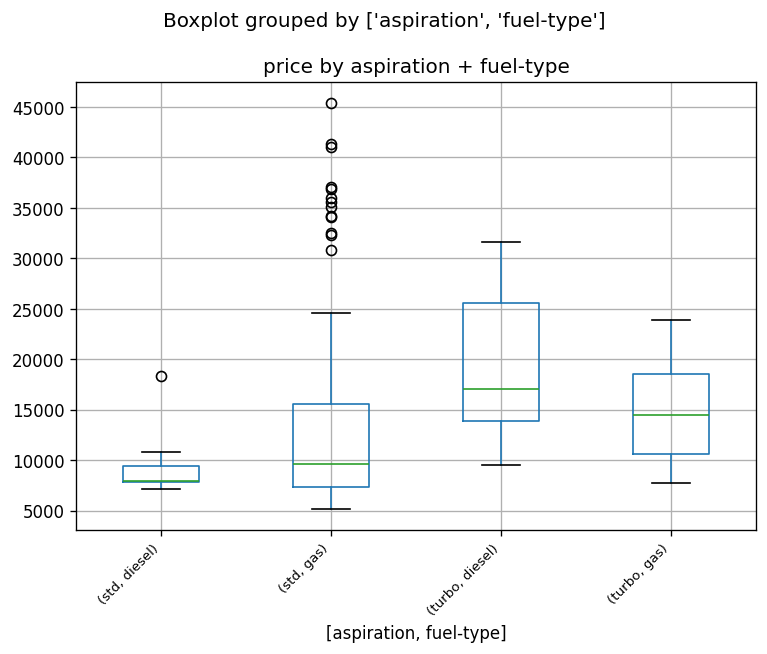 Boxplot grouped by ['aspiration', 'fuel-type']
price by aspiration + fuel-type
45000
40000
35000
30000
25000
20000
15000
10000
5000
(std, diesel)
(std, gas)
(turbo, diesel)
(turbo, gas)
[aspiration, fuel-type]